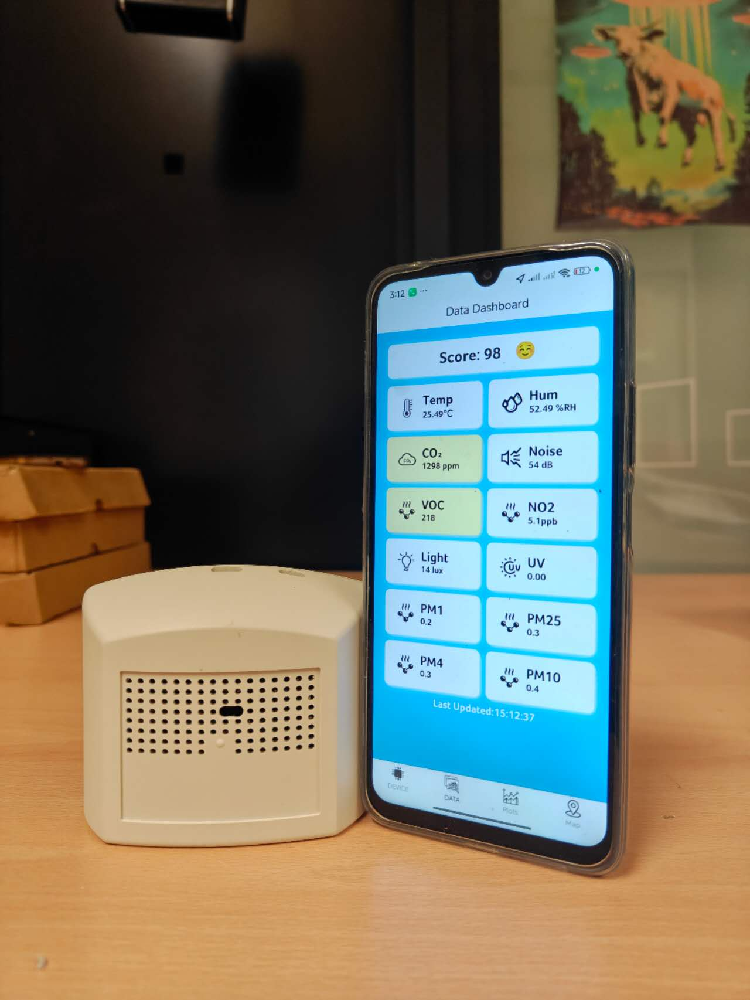 3:12 ... 12
Data Dashboard
Score: 98 ☺️
Temp
25.49°C
Hum
52.49 %RH
CO₂
1298 ppm
Noise
54 dB
VOC
218
NO2
5.1ppb
Light
14 lux
UV
0.00
PM1
0.2
PM25
0.3
PM4
0.3
PM10
0.4
Last Updated:15:12:37
DEVICE
DATA
Plots
Map